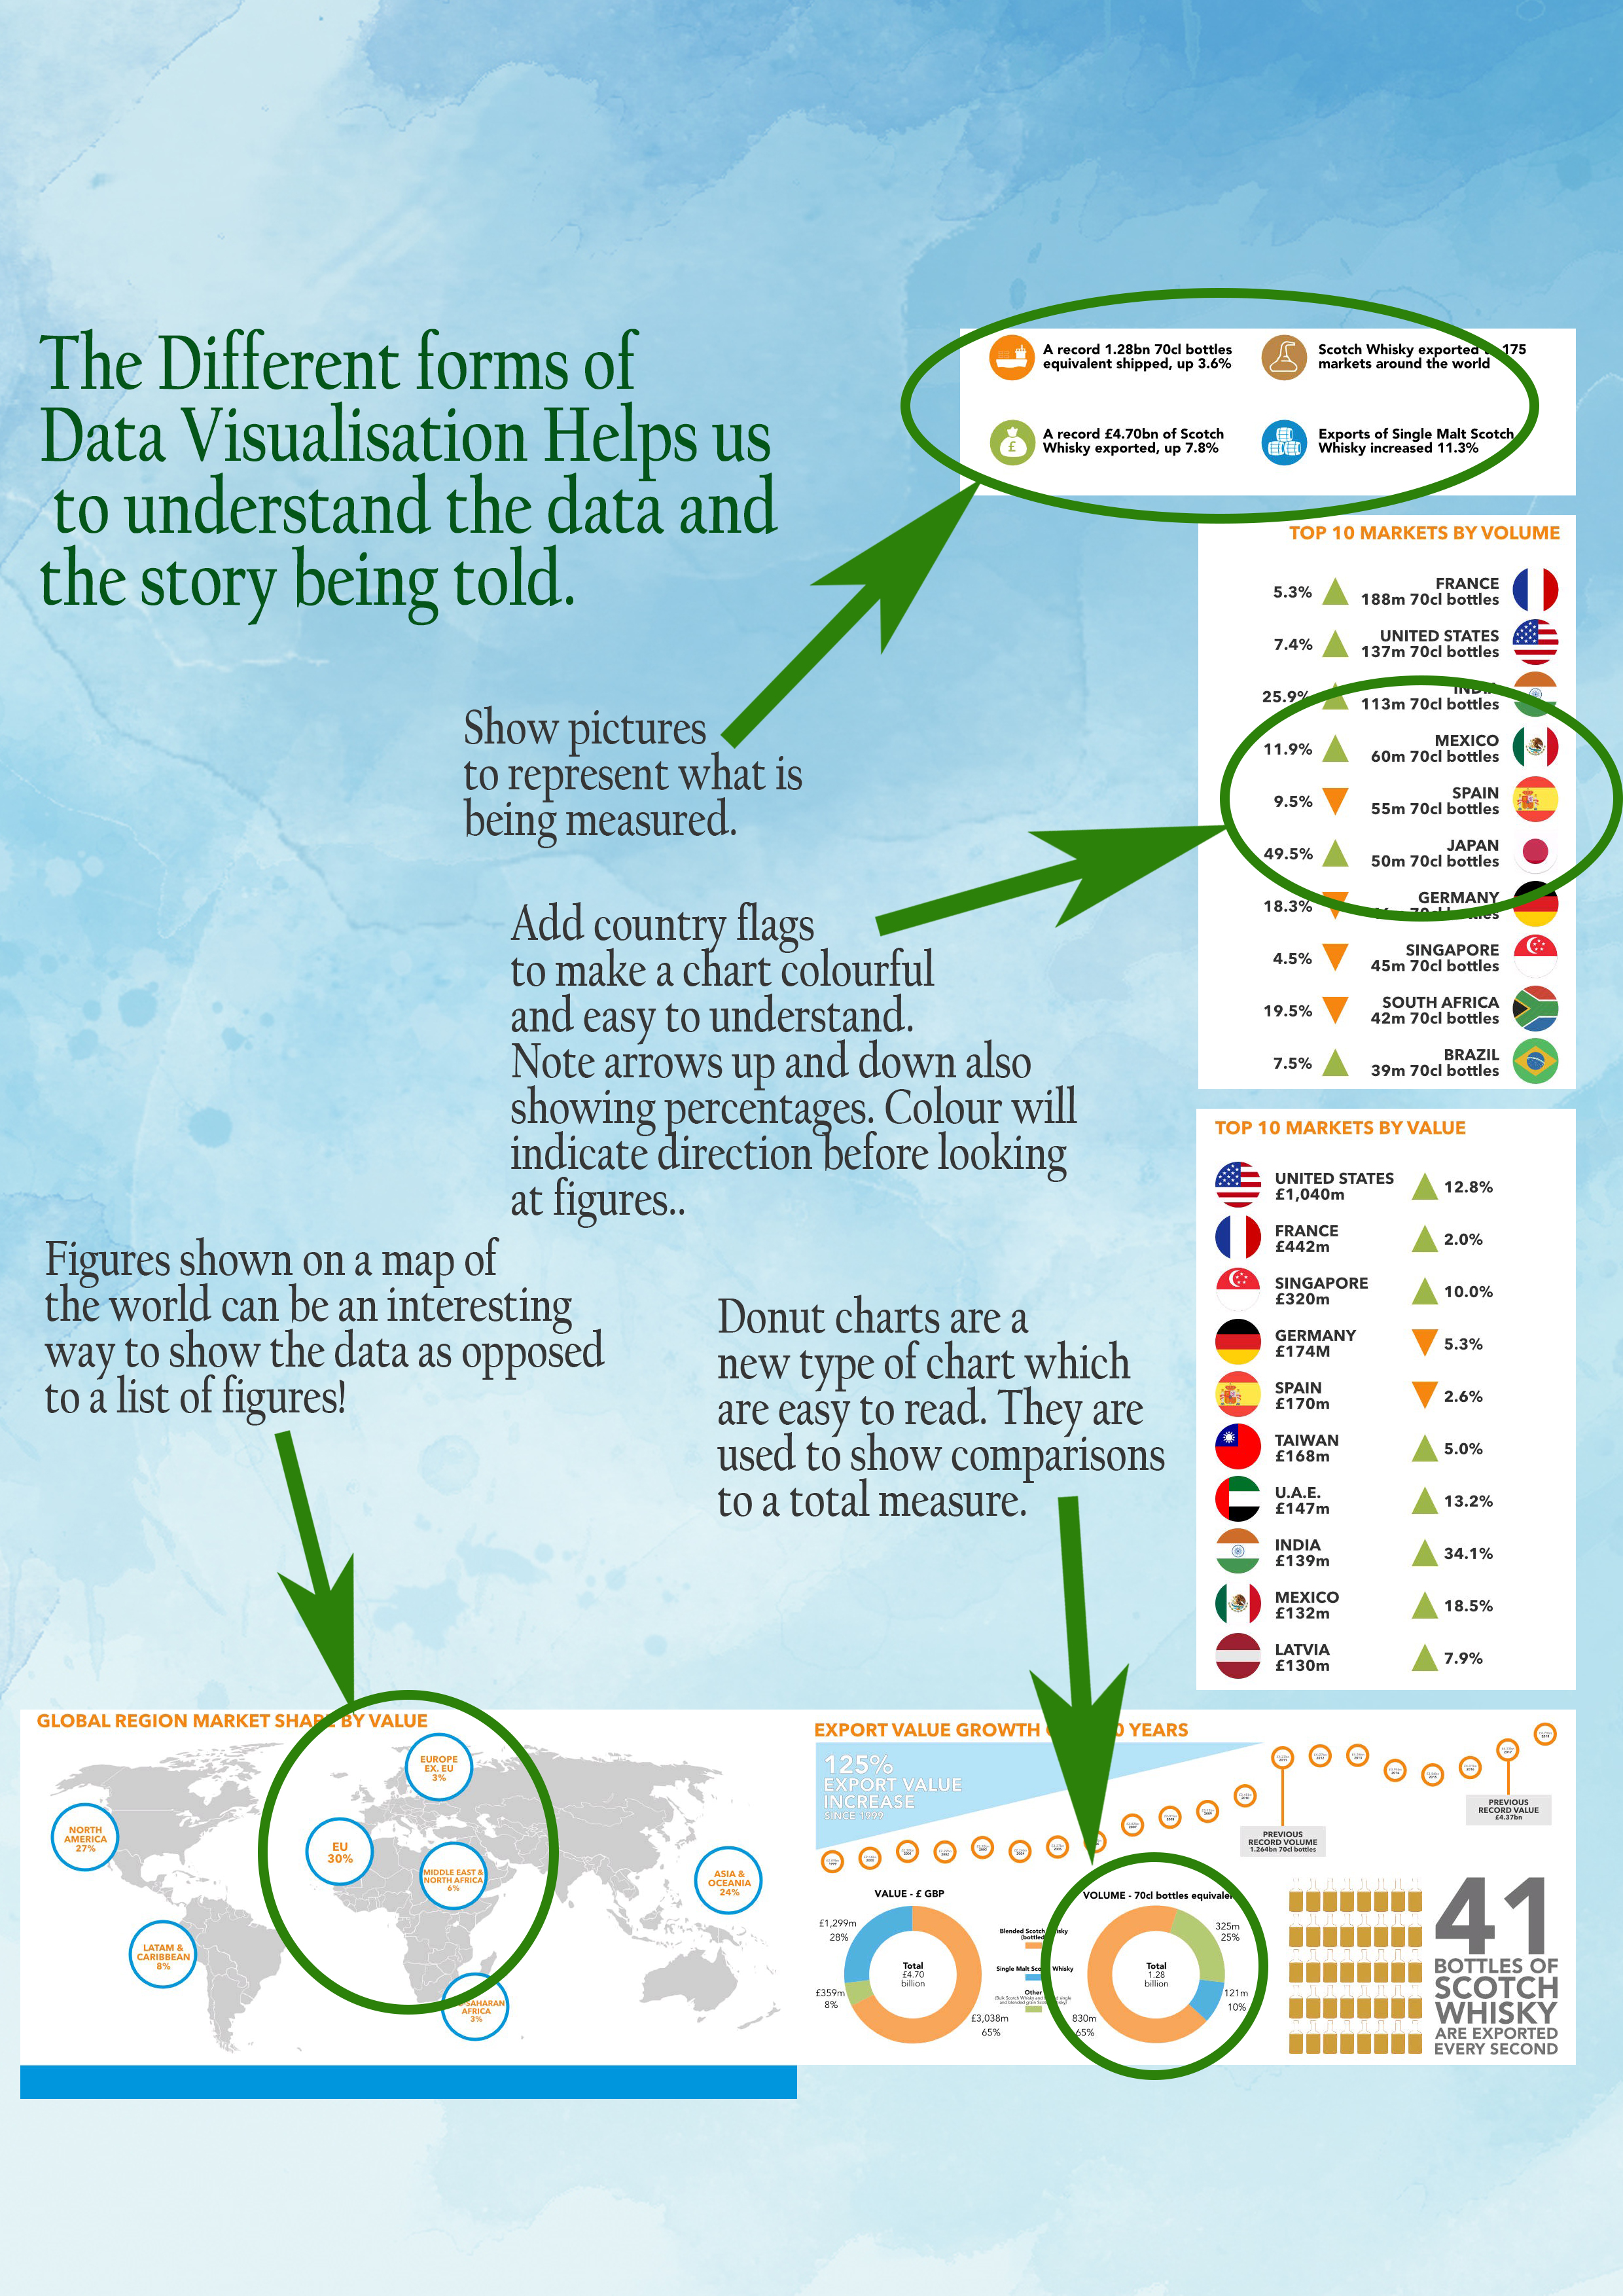 The Different forms of
Data Visualisation Helps us
to understand the data and
the story being told.
A record 1.28bn 70cl bottles
equivalent shipped, up 3.6%
Scotch Whisky exported 175
markets around the world
A record £4.70bn of Scotch
Whisky exported, up 7.8%
Exports of Single Malt Scotch
Whisky increased 11.3%
Show pictures
to represent what is
being measured.
Add country flags
to make a chart colourful
and easy to understand.
Note arrows up and down also
showing percentages. Colour will
indicate direction before looking
at figures..
Figures shown on a map of
the world can be an interesting
way to show the data as opposed
to a list of figures!
Donut charts are a
new type of chart which
are easy to read. They are
used to show comparisons
to a total measure.
TOP 10 MARKETS BY VOLUME
5.3% FRANCE
188m 70cl bottles
7.4% UNITED STATES
137m 70cl bottles
25.9% INDIA
113m 70cl bottles
11.9% MEXICO
60m 70cl bottles
9.5% SPAIN
55m 70cl bottles
49.5% JAPAN
50m 70cl bottles
18.3% GERMANY
70cl bottles
4.5% SINGAPORE
45m 70cl bottles
19.5% SOUTH AFRICA
42m 70cl bottles
7.5% BRAZIL
39m 70cl bottles
TOP 10 MARKETS BY VALUE
UNITED STATES
£1,040m 12.8%
FRANCE
£442m 2.0%
SINGAPORE
£320m 10.0%
GERMANY
£174M 5.3%
SPAIN
£170m 2.6%
TAIWAN
£168m 5.0%
U.A.E.
£147m 13.2%
INDIA
£139m 34.1%
MEXICO
£132m 18.5%
LATVIA
£130m 7.9%
GLOBAL REGION MARKET SHARE BY VALUE
EUROPE
EX. EU
3%
NORTH
AMERICA
27%
EU
30%
MIDDLE EAST &
NORTH AFRICA
6%
ASIA &
OCEANIA
24%
LATAM &
CARIBBEAN
8%
SAHARAN
AFRICA
3%
EXPORT VALUE GROWTH YEARS
125%
EXPORT VALUE
INCREASE
SINCE 1999
PREVIOUS
RECORD VOLUME
1.264bn 70cl bottles
PREVIOUS
RECORD VALUE
£4.37bn
VALUE - £ GBP
£1,299m
28%
£359m
8%
Total
£4.70
billion
£3,038m
65%
Blended Scotch Whisky
(bottled)
Single Malt Scotch Whisky
Other
VOLUME - 70cl bottles equivalent
325m
25%
Total
1.28
billion
121m
10%
830m
65%
41
BOTTLES OF
SCOTCH
WHISKY
ARE EXPORTED
EVERY SECOND